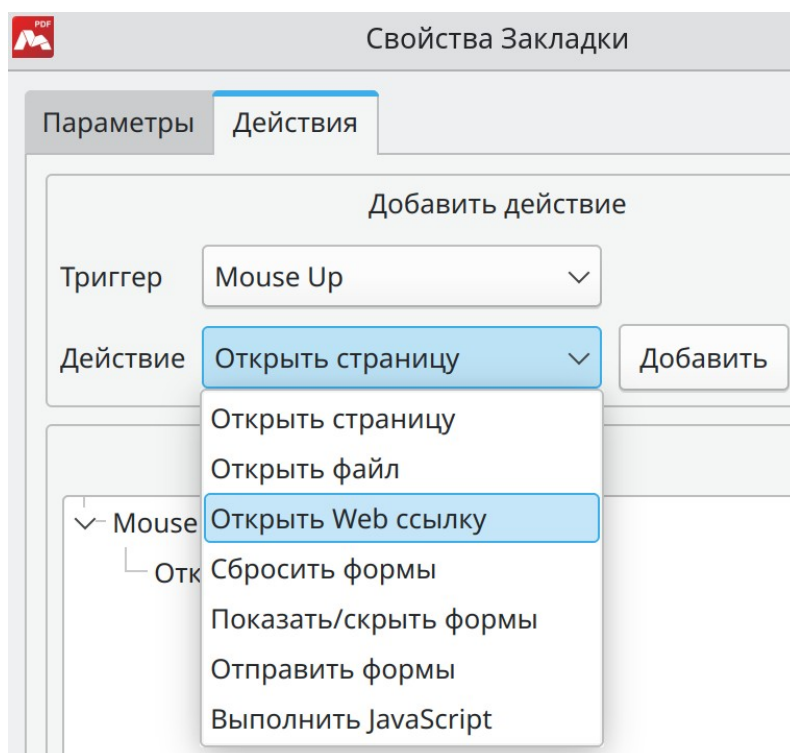 PDF
Свойства Закладки
Параметры Действия
Добавить действие
Триггер Mouse Up
Действие Открыть страницу Добавить
Открыть страницу
Открыть файл
Mouse Открыть Web ссылку
Отк Сбросить формы
Показать/скрыть формы
Отправить формы
Выполнить JavaScript